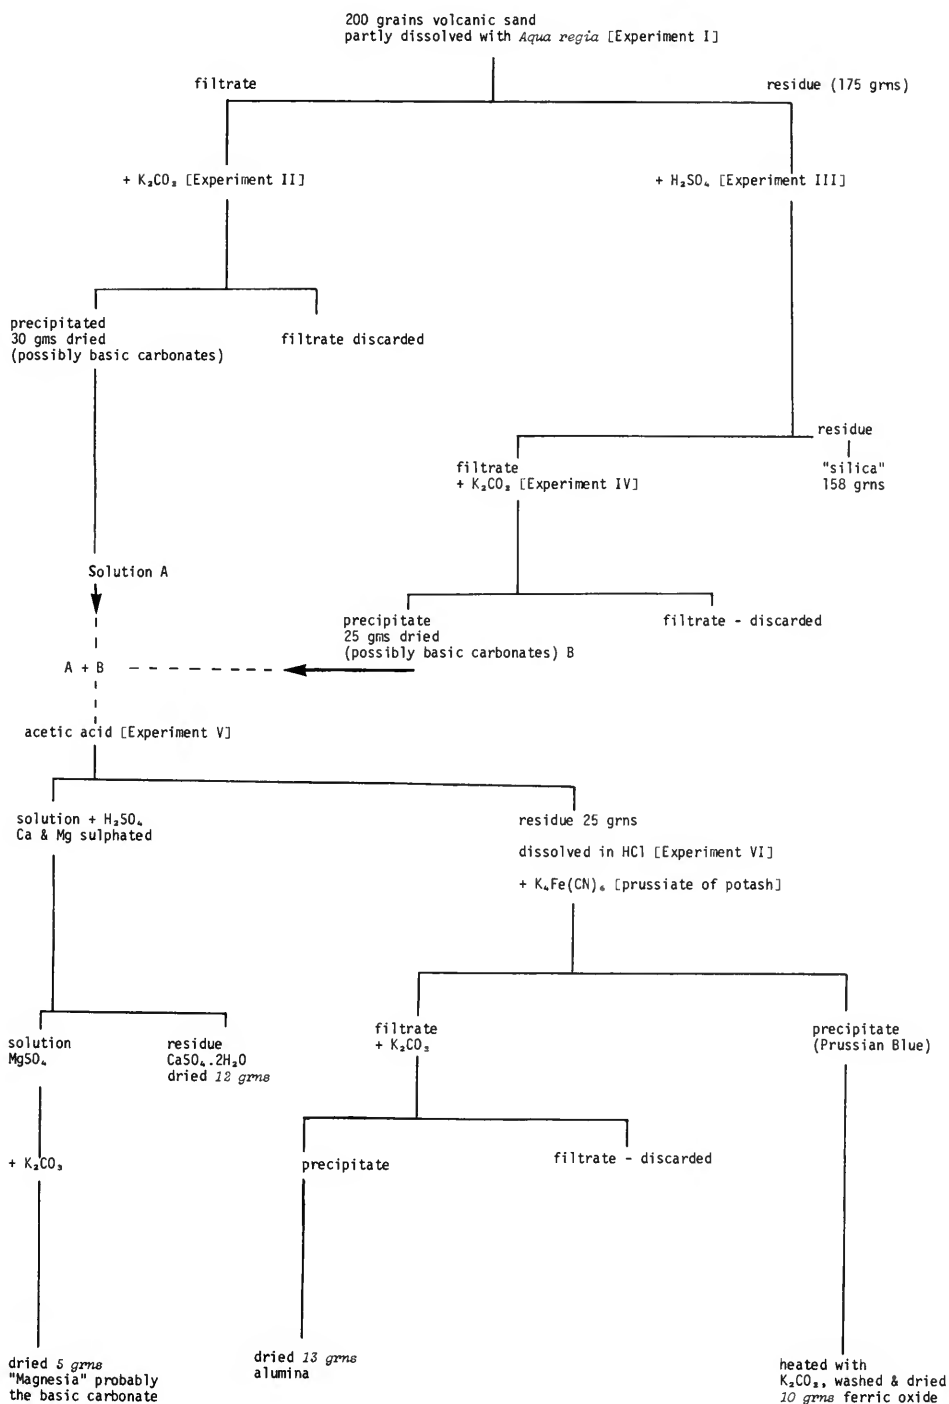 200 grains volcanic sand
partly dissolved with Aqua regia [Experiment I]
filtrate
residue (175 grns)
+ K₂CO₃ [Experiment II]
+ H₂SO₄ [Experiment III]
precipitated
30 gms dried
(possibly basic carbonates)
filtrate discarded
residue
"silica"
158 grns
filtrate
+ K₂CO₃ [Experiment IV]
Solution A
precipitate
25 gms dried
(possibly basic carbonates) B
filtrate - discarded
A + B
acetic acid [Experiment V]
solution + H₂SO₄
Ca & Mg sulphated
residue 25 grns
dissolved in HCl [Experiment VI]
+ K₄Fe(CN)₆ [prussiate of potash]
solution
MgSO₄
residue
CaSO₄.2H₂O
dried 12 grns
filtrate
+ K₂CO₃
precipitate
(Prussian Blue)
+ K₂CO₃
precipitate
filtrate - discarded
dried 5 grns
"Magnesia" probably
the basic carbonate
dried 13 grns
alumina
heated with
K₂CO₃, washed & dried
10 grns ferric oxide